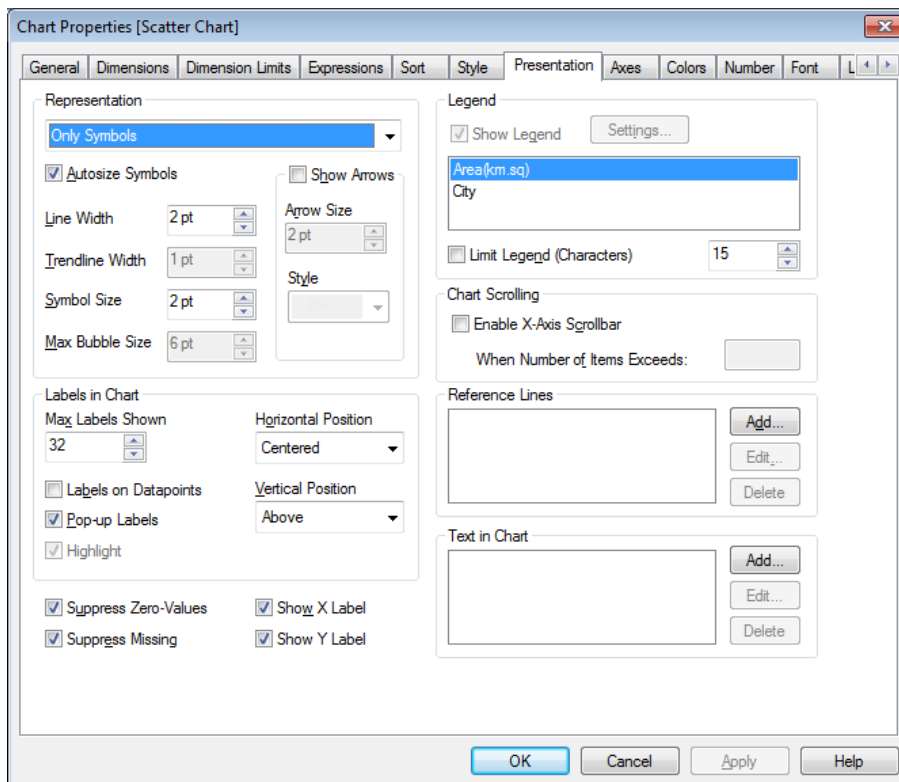 Chart Properties [Scatter Chart]
General Dimensions Dimension Limits Expressions Sort Style Presentation Axes Colors Number Font L
Representation
Only Symbols
Autosize Symbols
Show Arrows
Line Width 2 pt
Arrow Size
2 pt
Trendline Width 1 pt
Style
Symbol Size 2 pt
Max Bubble Size 6 pt
Labels in Chart
Max Labels Shown
32
Horizontal Position
Centered
Labels on Datapoints
Vertical Position
Pop-up Labels
Above
Highlight
Suppress Zero-Values
Show X Label
Suppress Missing
Show Y Label
Legend
Show Legend
Settings...
Area(km.sq)
City
Limit Legend (Characters) 15
Chart Scrolling
Enable X-Axis Scrollbar
When Number of Items Exceeds:
Reference Lines
Add...
Edit...
Delete
Text in Chart
Add...
Edit...
Delete
OK Cancel Apply Help